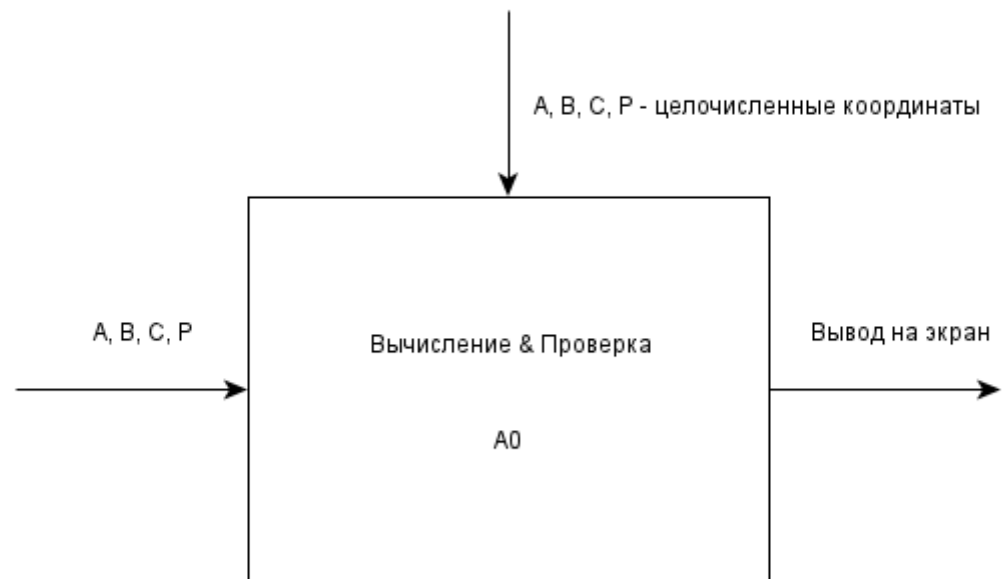 A, B, C, P - целочисленные координаты
A, B, C, P
Вычисление & Проверка
Вывод на экран
A0